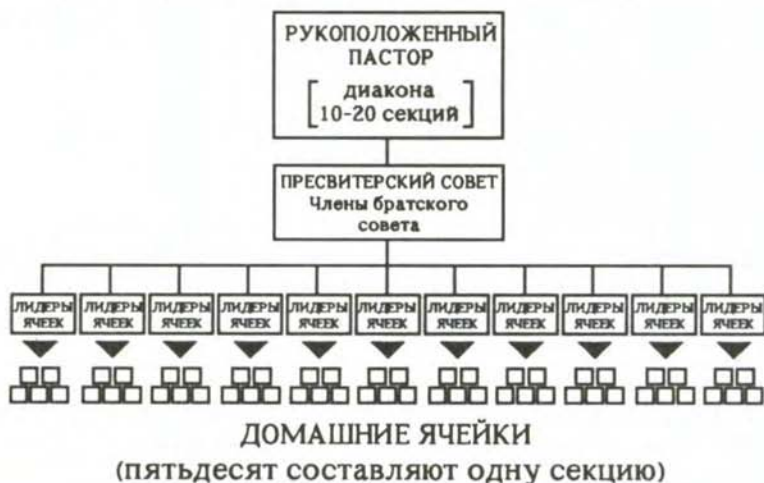 РУКОПОЛОЖЕННЫЙ
ПАСТОР
диакона
10-20 секций
ПРЕСВИТЕРСКИЙ СОВЕТ
Члены братского
совета
ЛИДЕРЫ ЛИДЕРЫ ЛИДЕРЫ ЛИДЕРЫ ЛИДЕРЫ ЛИДЕРЫ ЛИДЕРЫ ЛИДЕРЫ ЛИДЕРЫ ЛИДЕРЫ ЛИДЕРЫ
ЯЧЕЕК ЯЧЕЕК ЯЧЕЕК ЯЧЕЕК ЯЧЕЕК ЯЧЕЕК ЯЧЕЕК ЯЧЕЕК ЯЧЕЕК ЯЧЕЕК ЯЧЕЕК
ДОМАШНИЕ ЯЧЕЙКИ
(пятьдесят составляют одну секцию)